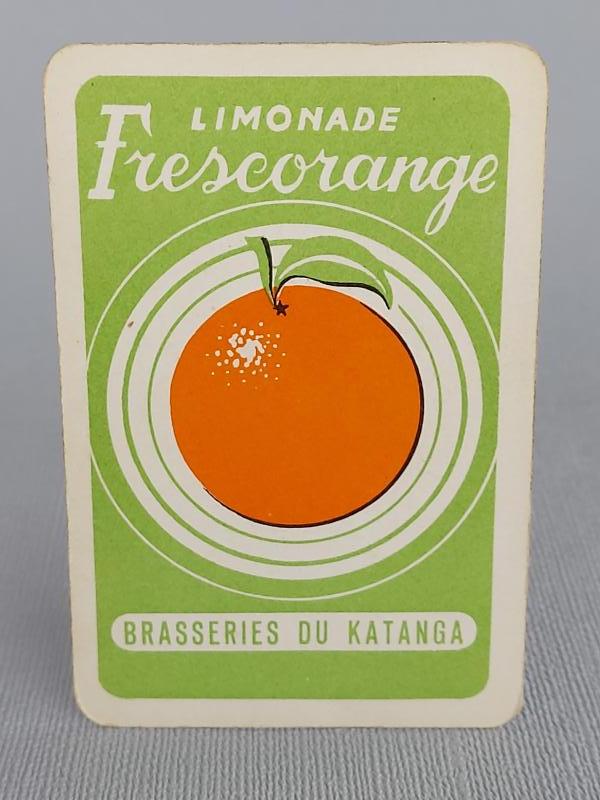 LIMONADE
Frescorange
BRASSERIES DU KATANGA